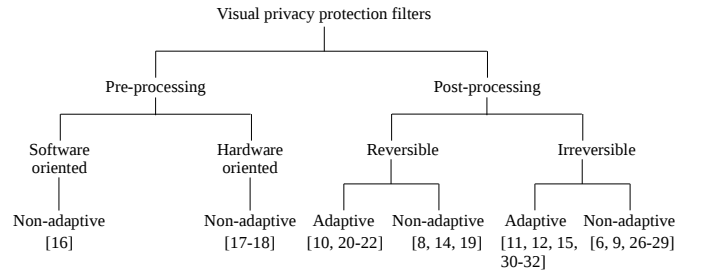 Visual privacy protection filters
Pre-processing
Post-processing
Software
oriented
Hardware
oriented
Reversible
Irreversible
Non-adaptive
[16]
Non-adaptive
[17-18]
Adaptive
[10, 20-22]
Non-adaptive
[8, 14, 19]
Adaptive
[11, 12, 15,
30-32]
Non-adaptive
[6, 9, 26-29]